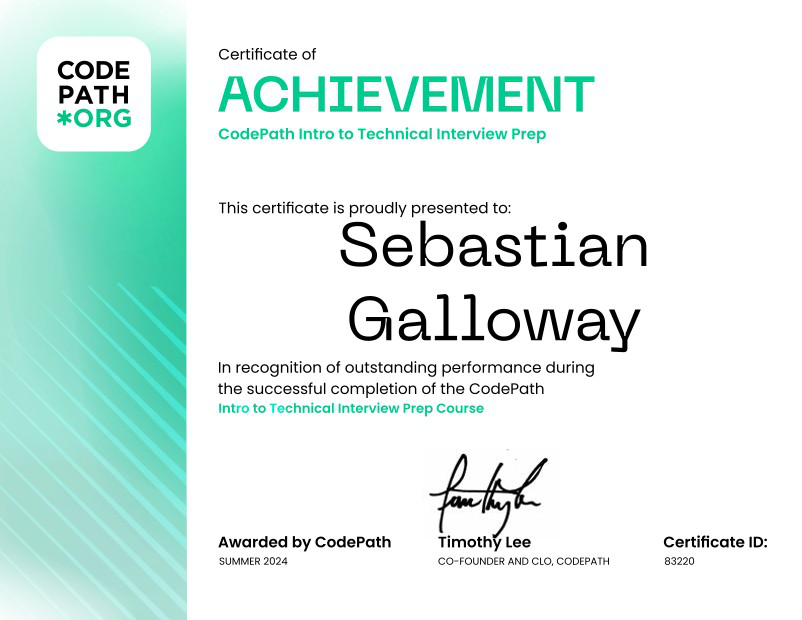 CODE
PATH
*ORG
Certificate of
ACHIEVEMENT
CodePath Intro to Technical Interview Prep
This certificate is proudly presented to:
Sebastian
Galloway
In recognition of outstanding performance during
the successful completion of the CodePath
Intro to Technical Interview Prep Course
Awarded by CodePath
SUMMER 2024
Timothy Lee
CO-FOUNDER AND CLO, CODEPATH
Certificate ID:
83220